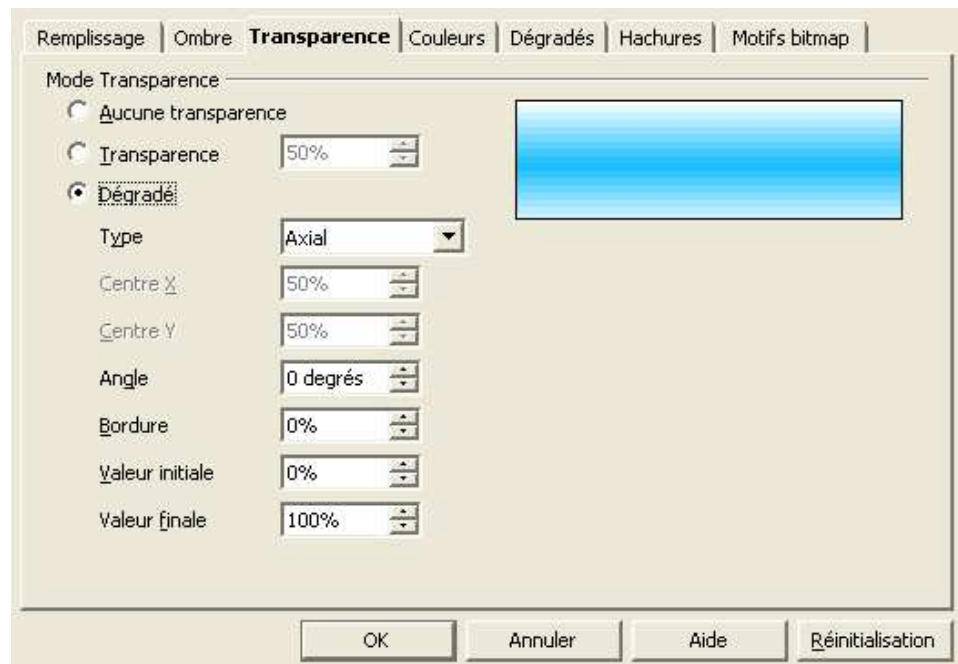 Remplissage Ombre Transparence Couleurs Dégradés Hachures Motifs bitmap
Mode Transparence
Aucune transparence
Transparence 50%
Dégradé
Type Axial
Centre X 50%
Centre Y 50%
Angle 0 degrés
Bordure 0%
Valeur initiale 0%
Valeur finale 100%
OK Annuler Aide Réinitialisation